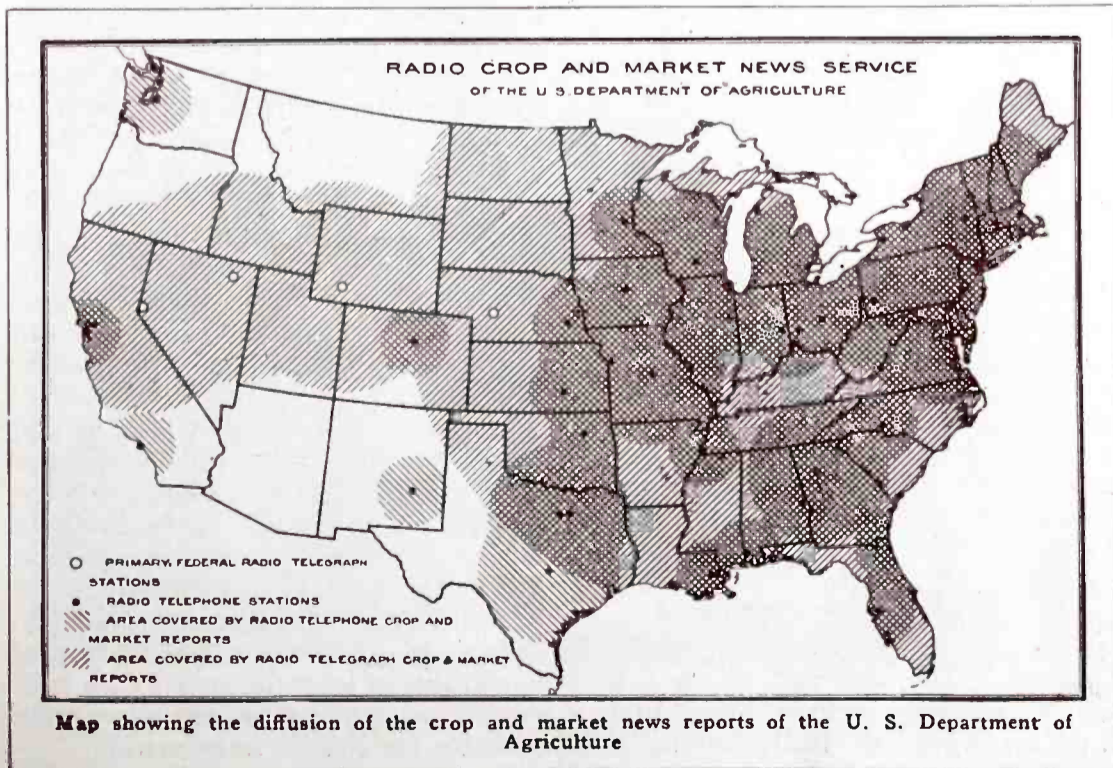 RADIO CROP AND MARKET NEWS SERVICE
OF THE U S. DEPARTMENT OF AGRICULTURE
PRIMARY, FEDERAL RADIO TELEGRAPH
STATIONS
RADIO TELEPHONE STATIONS
AREA COVERED BY RADIO TELEPHONE CROP AND
MARKET REPORTS
AREA COVERED BY RADIO TELEGRAPH CROP & MARKET
REPORTS
Map showing the diffusion of the crop and market news reports of the U. S. Department of
Agriculture